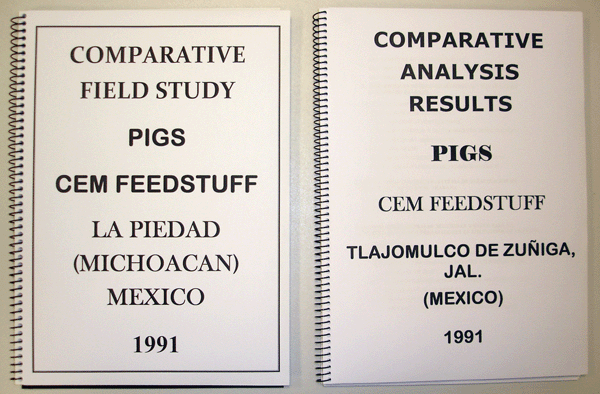 COMPARATIVE
FIELD STUDY
PIGS
CEM FEEDSTUFF
LA PIEDAD
(MICHOACAN)
MEXICO
1991
COMPARATIVE
ANALYSIS
RESULTS
PIGS
CEM FEEDSTUFF
TLAJOMULCO DE ZUÑIGA,
JAL.
(MEXICO)
1991